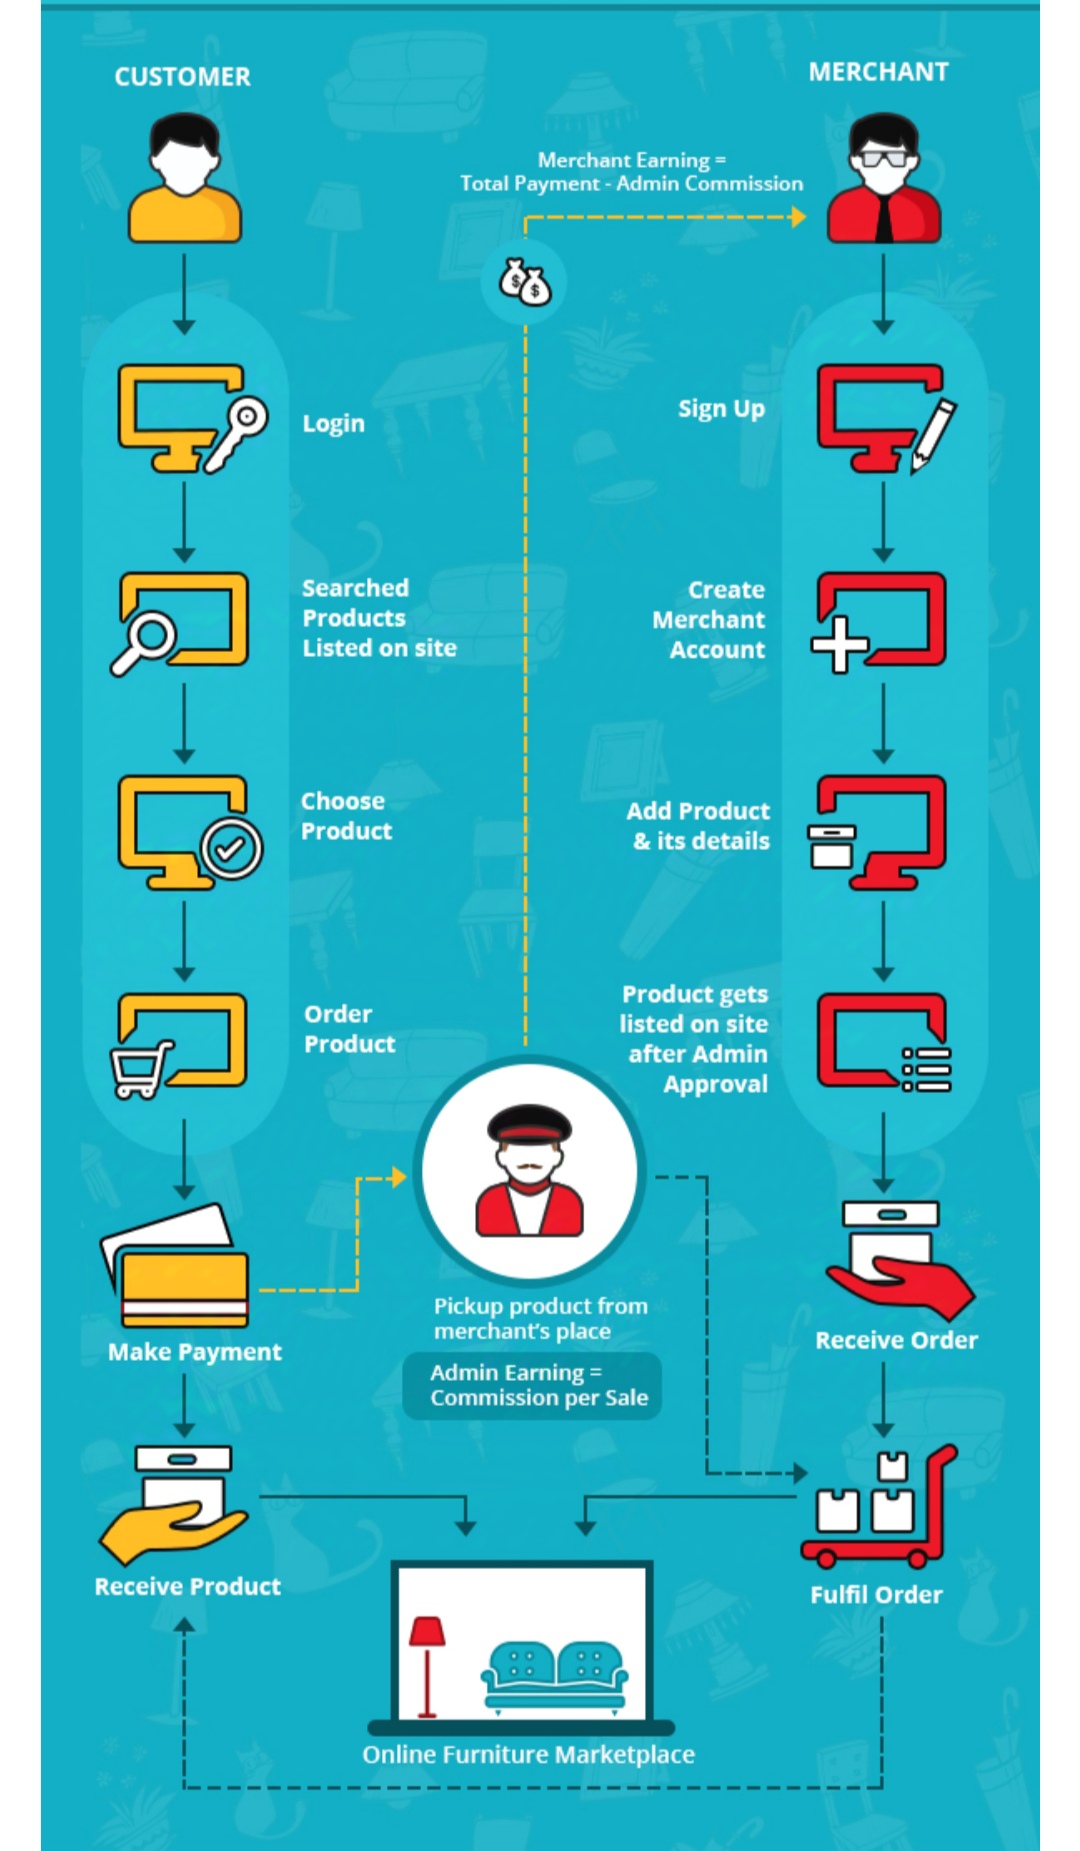 CUSTOMER
MERCHANT
Merchant Earning =
Total Payment - Admin Commission
$
$
Login
Sign Up
Searched
Products
Listed on site
Create
Merchant
Account
Choose
Product
Add Product
& its details
Order
Product
Product gets
listed on site
after Admin
Approval
Make Payment
Pickup product from
merchant’s place
Admin Earning =
Commission per Sale
Receive Order
Receive Product
Fulfil Order
Online Furniture Marketplace